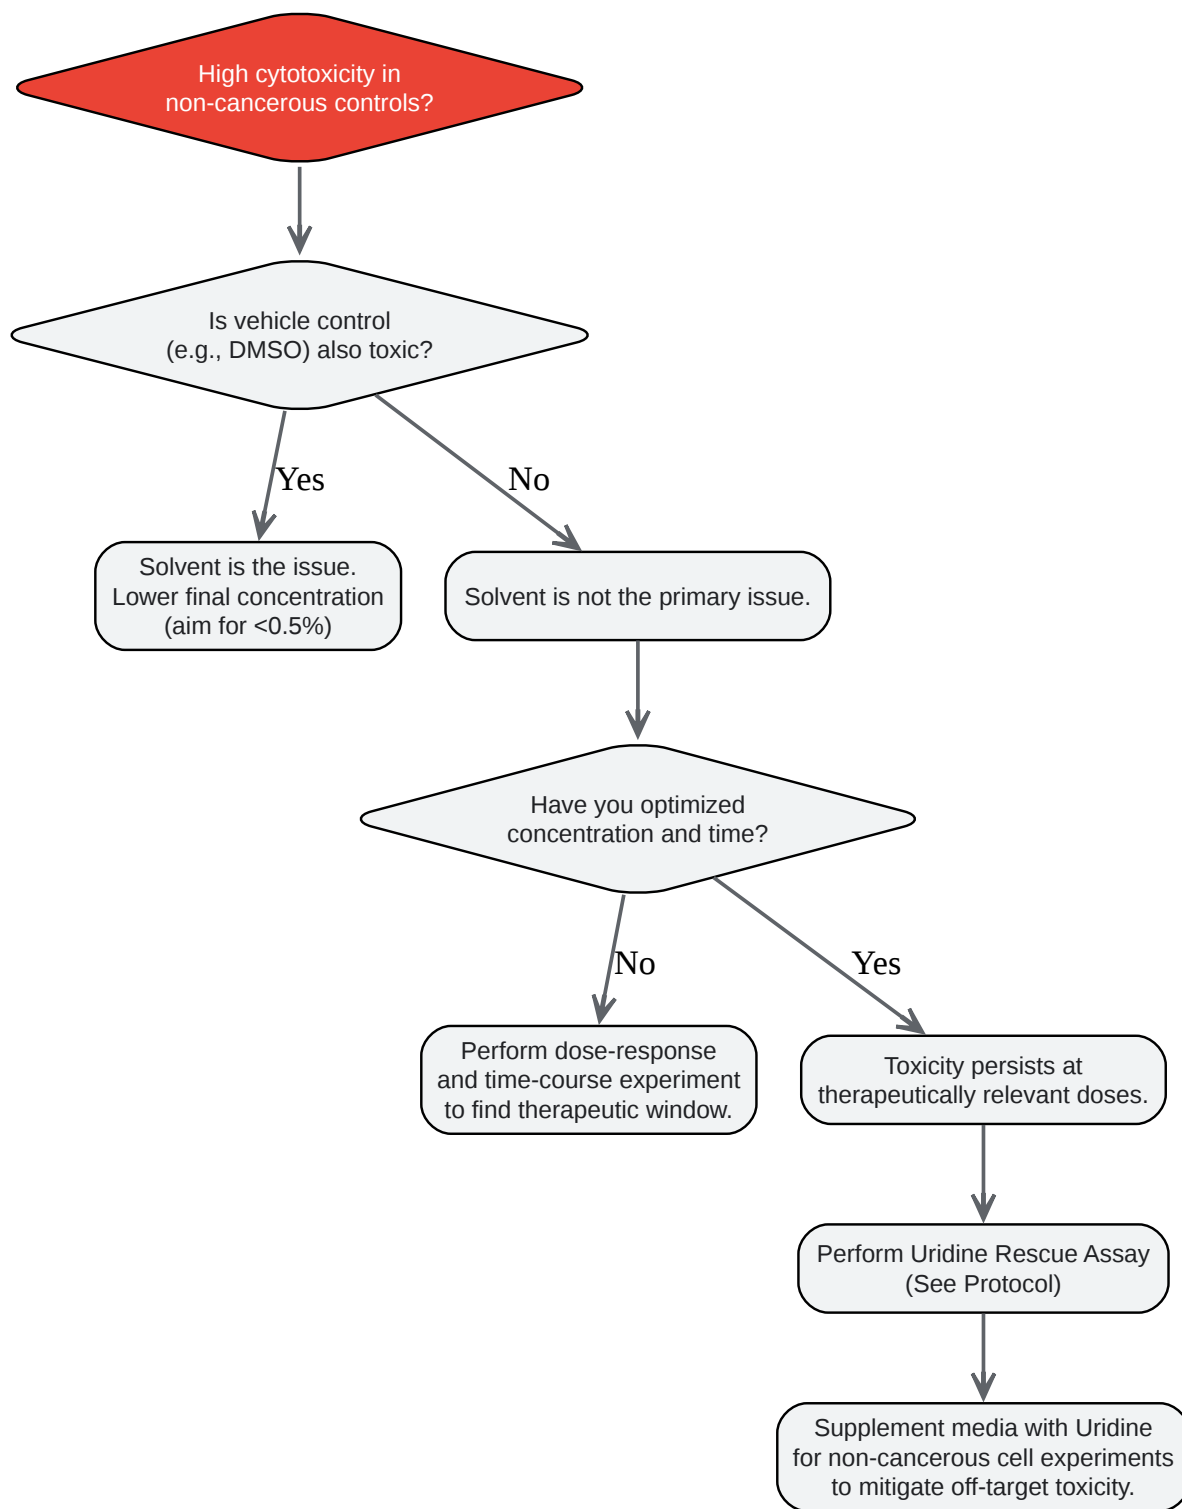 High cytotoxicity in
non-cancerous controls?
Is vehicle control
(e.g., DMSO) also toxic?
Yes
No
Solvent is the issue.
Lower final concentration
(aim for <0.5%)
Solvent is not the primary issue.
Have you optimized
concentration and time?
No
Yes
Perform dose-response
and time-course experiment
to find therapeutic window.
Toxicity persists at
therapeutically relevant doses.
Perform Uridine Rescue Assay
(See Protocol)
Supplement media with Uridine
for non-cancerous cell experiments
to mitigate off-target toxicity.